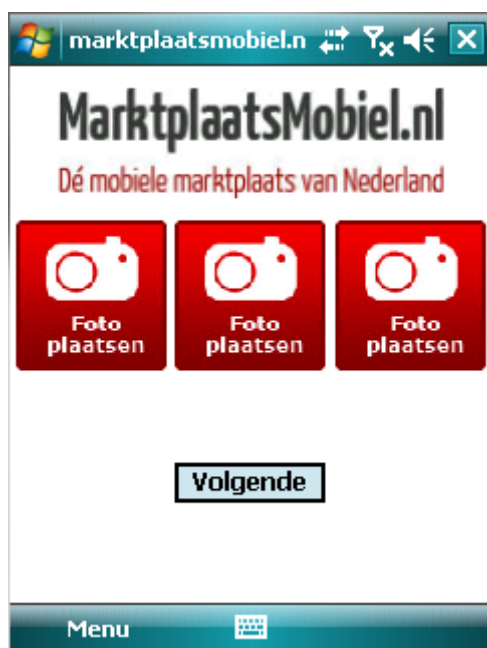 marktplaatsmobiel.n
MarktplaatsMobiel.nl
Dé mobiele marktplaats van Nederland
Foto
plaatsen
Foto
plaatsen
Foto
plaatsen
Volgende
Menu